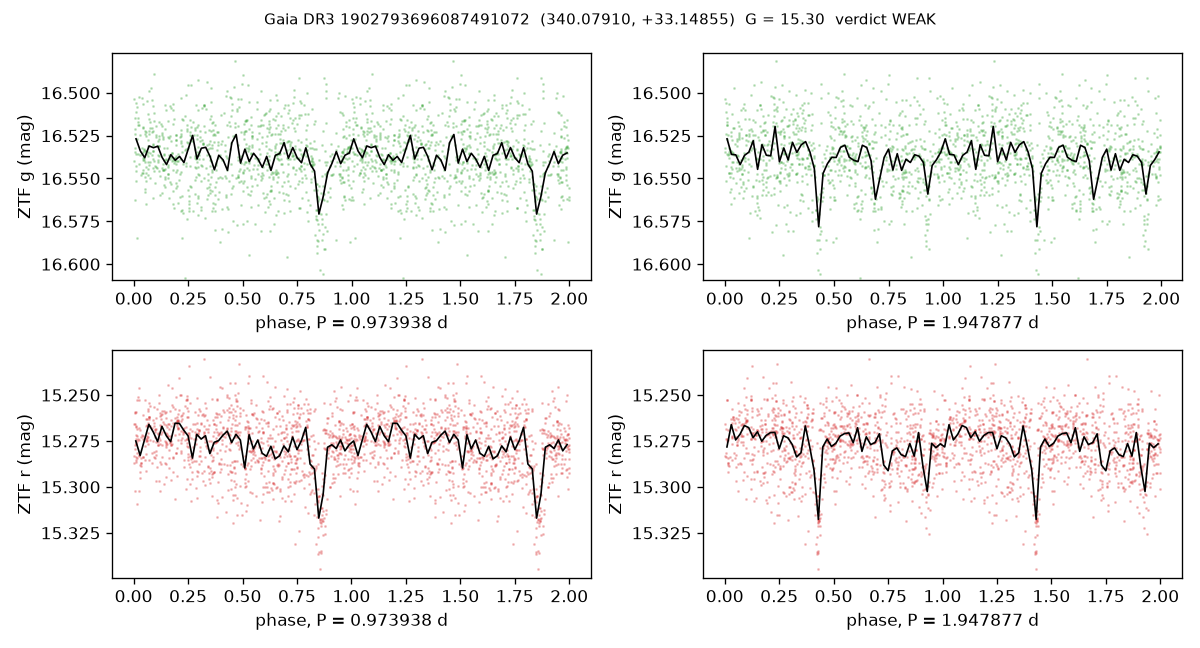 Gaia DR3 1902793696087491072 (340.07910, +33.14855) G = 15.30 verdict WEAK
ZTF g (mag)
16.500
16.525
16.550
16.575
16.600
0.00 0.25 0.50 0.75 1.00 1.25 1.50 1.75 2.00
phase, P = 0.973938 d
ZTF g (mag)
16.500
16.525
16.550
16.575
16.600
0.00 0.25 0.50 0.75 1.00 1.25 1.50 1.75 2.00
phase, P = 1.947877 d
ZTF r (mag)
15.250
15.275
15.300
15.325
0.00 0.25 0.50 0.75 1.00 1.25 1.50 1.75 2.00
phase, P = 0.973938 d
ZTF r (mag)
15.250
15.275
15.300
15.325
0.00 0.25 0.50 0.75 1.00 1.25 1.50 1.75 2.00
phase, P = 1.947877 d